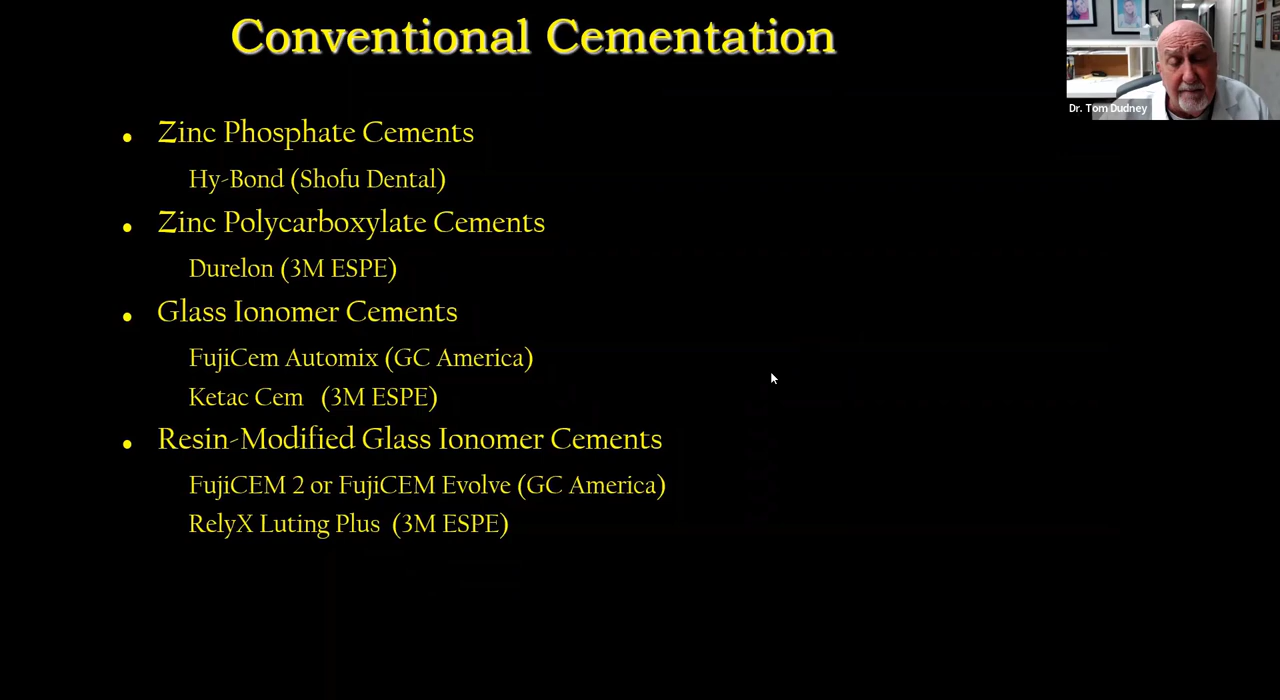 Conventional Cementation
Dr. Tom Dudney
• Zinc Phosphate Cements
Hy-Bond (Shofu Dental)
• Zinc Polycarboxylate Cements
Durelon (3M ESPE)
• Glass Ionomer Cements
FujiCem Automix (GC America)
Ketac Cem (3M ESPE)
• Resin-Modified Glass Ionomer Cements
FujiCEM 2 or FujiCEM Evolve (GC America)
RelyX Luting Plus (3M ESPE)